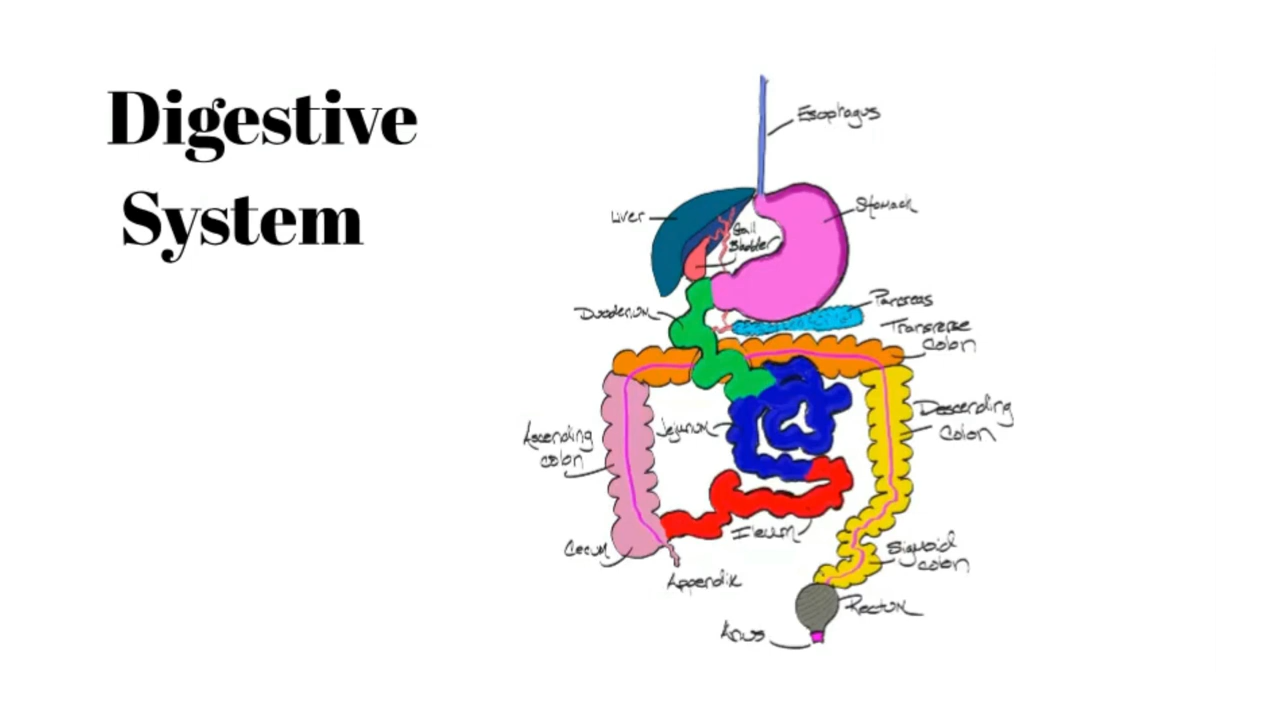 Digestive
System
Esophagus
Liver
Stomach
Gall
Bladder
Duodenum
Pancreas
Transverse
Colon
Ascending
colon
Jejunum
Descending
Colon
Cecum
Ileum
Appendix
Sigmoid
colon
Rectum
Anus